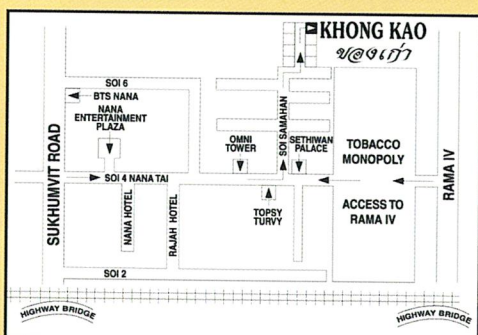 KHONG KAO
ของเก่า
SOI 6
BTS NANA
NANA
ENTERTAINMENT
PLAZA
OMNI
TOWER
SOI SAMAHAN
SETHIWAN
PALACE
TOBACCO
MONOPOLY
SUKHUMVIT ROAD
SOI 4 NANA TAI
RAMA IV
NANA HOTEL
RAJAH HOTEL
TOPSY
TURVY
ACCESS TO
RAMA IV
SOI 2
HIGHWAY BRIDGE
HIGHWAY BRIDGE